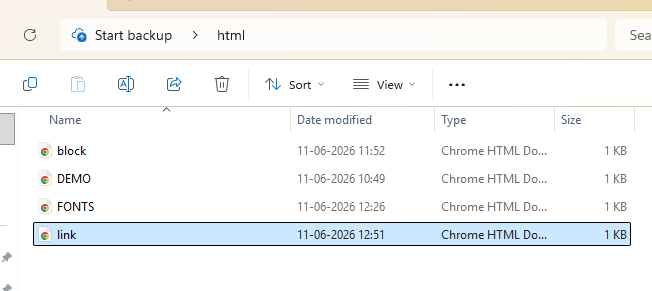 Start backup > html Sea
Sort View ...
Name Date modified Type Size
block 11-06-2026 11:52 Chrome HTML Do... 1 KB
DEMO 11-06-2026 10:49 Chrome HTML Do... 1 KB
FONTS 11-06-2026 12:26 Chrome HTML Do... 1 KB
link 11-06-2026 12:51 Chrome HTML Do... 1 KB